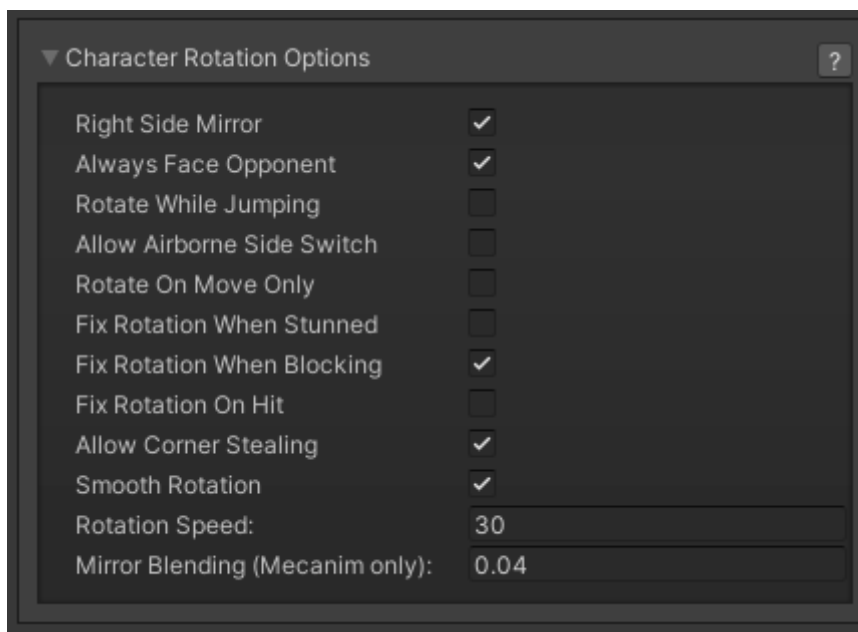 Character Rotation Options
?
Right Side Mirror
Always Face Opponent
Rotate While Jumping
Allow Airborne Side Switch
Rotate On Move Only
Fix Rotation When Stunned
Fix Rotation When Blocking
Fix Rotation On Hit
Allow Corner Stealing
Smooth Rotation
Rotation Speed: 30
Mirror Blending (Mecanim only): 0.04